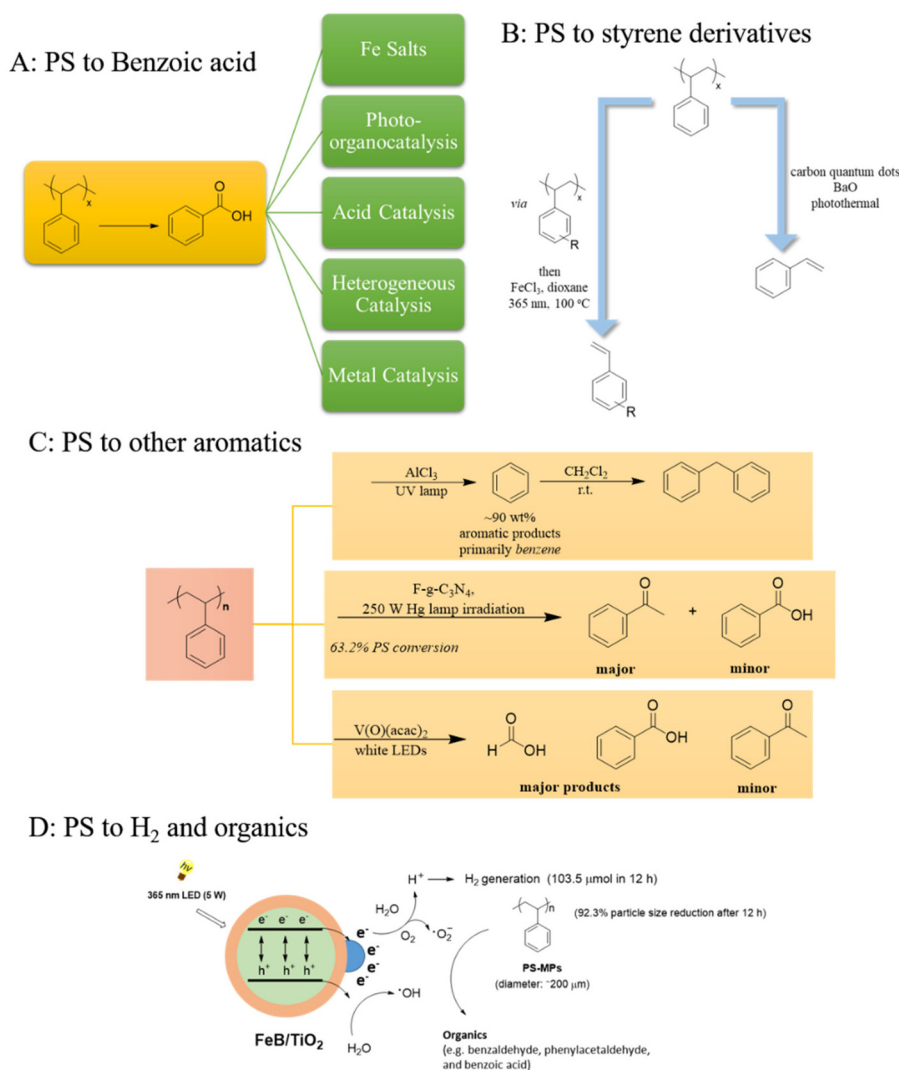 A: PS to Benzoic acid
x
O
OH
Fe Salts
Photo-
organocatalysis
Acid Catalysis
Heterogeneous
Catalysis
Metal Catalysis
B: PS to styrene derivatives
x
via
x
R
then
FeCl3, dioxane
365 nm, 100 °C
R
carbon quantum dots
BaO
photothermal
C: PS to other aromatics
n
AlCl3
UV lamp
~90 wt%
aromatic products
primarily benzene
CH2Cl2
r.t.
F-g-C3N4,
250 W Hg lamp irradiation
63.2% PS conversion
O
major
+
O
OH
minor
V(O)(acac)2
white LEDs
O
H OH
O
OH
major products
O
minor
D: PS to H2 and organics
hv
365 nm LED (5 W)
e- e- e-
h+ h+ h+
FeB/TiO2
e-
e-
e-
e-
H2O
O2
·O2-
H+
H2 generation (103.5 μmol in 12 h)
·OH
H2O
n
(92.3% particle size reduction after 12 h)
PS-MPs
(diameter: ~200 μm)
Organics
(e.g. benzaldehyde, phenylacetaldehyde,
and benzoic acid)